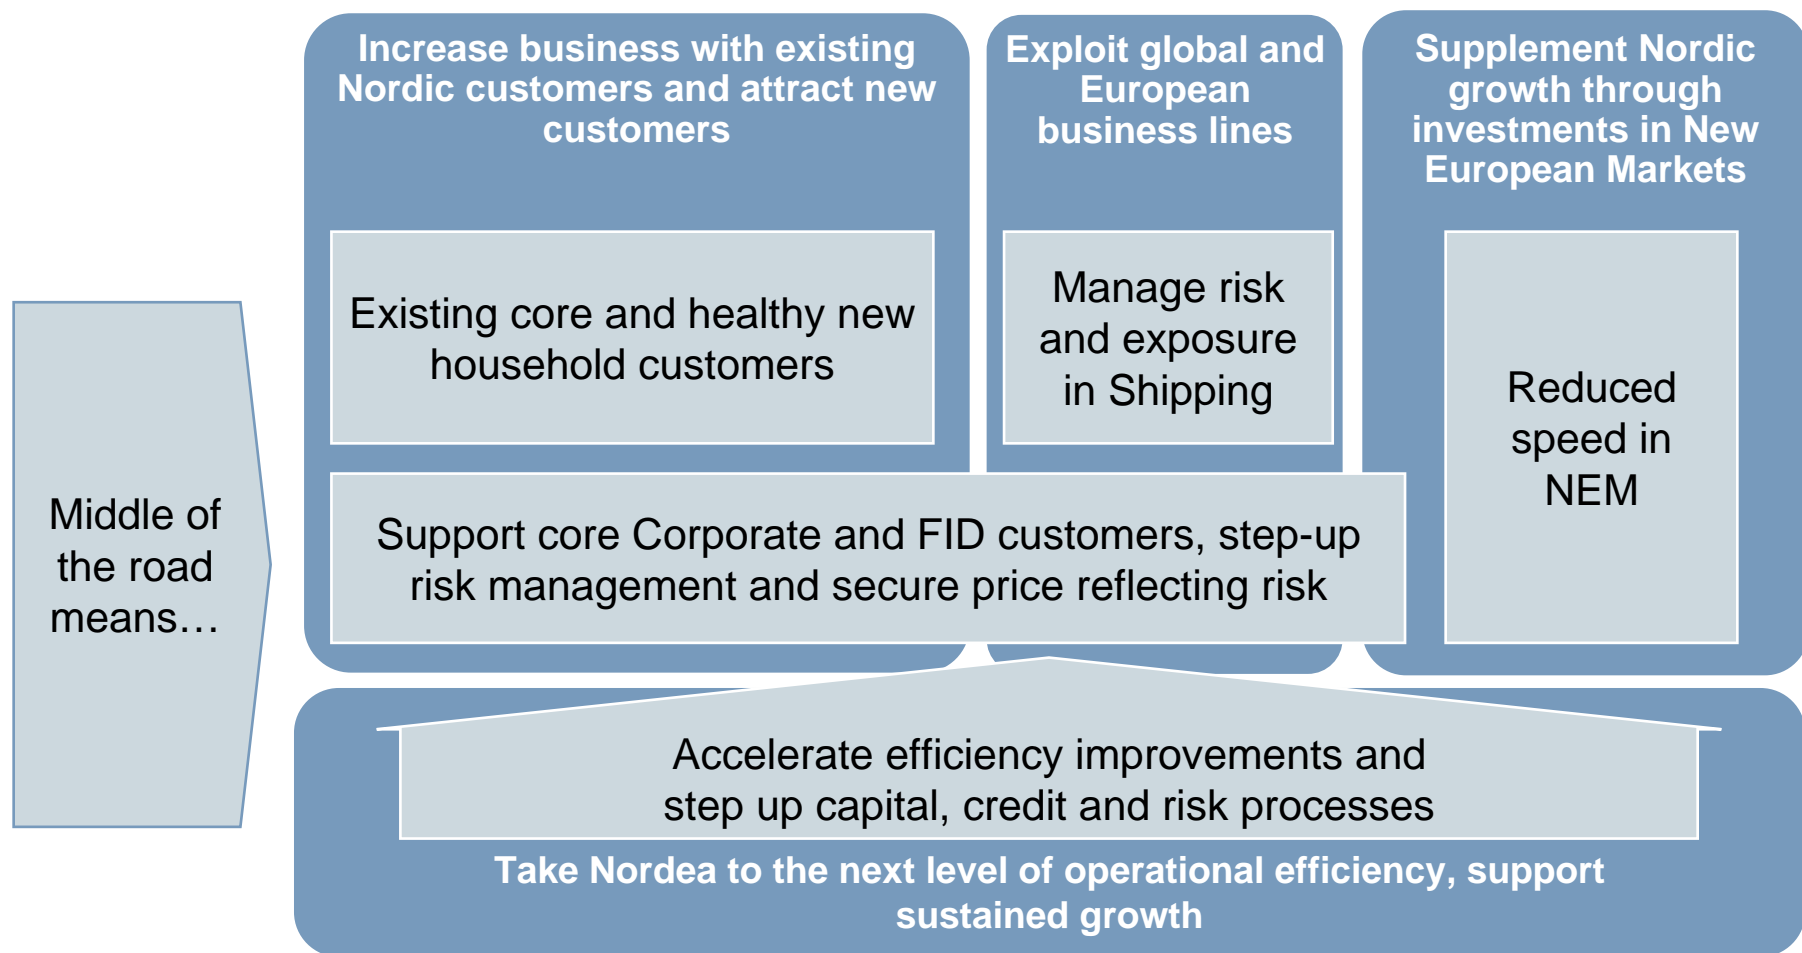 Increase business with existing
Nordic customers and attract new
customers
Exploit global and
European
business lines
Supplement Nordic
growth through
investments in New
European Markets
Existing core and healthy new
household customers
Manage risk
and exposure
in Shipping
Reduced
speed in
NEM
Middle of
the road
means…
Support core Corporate and FID customers, step-up
risk management and secure price reflecting risk
Accelerate efficiency improvements and
step up capital, credit and risk processes
Take Nordea to the next level of operational efficiency, support
sustained growth